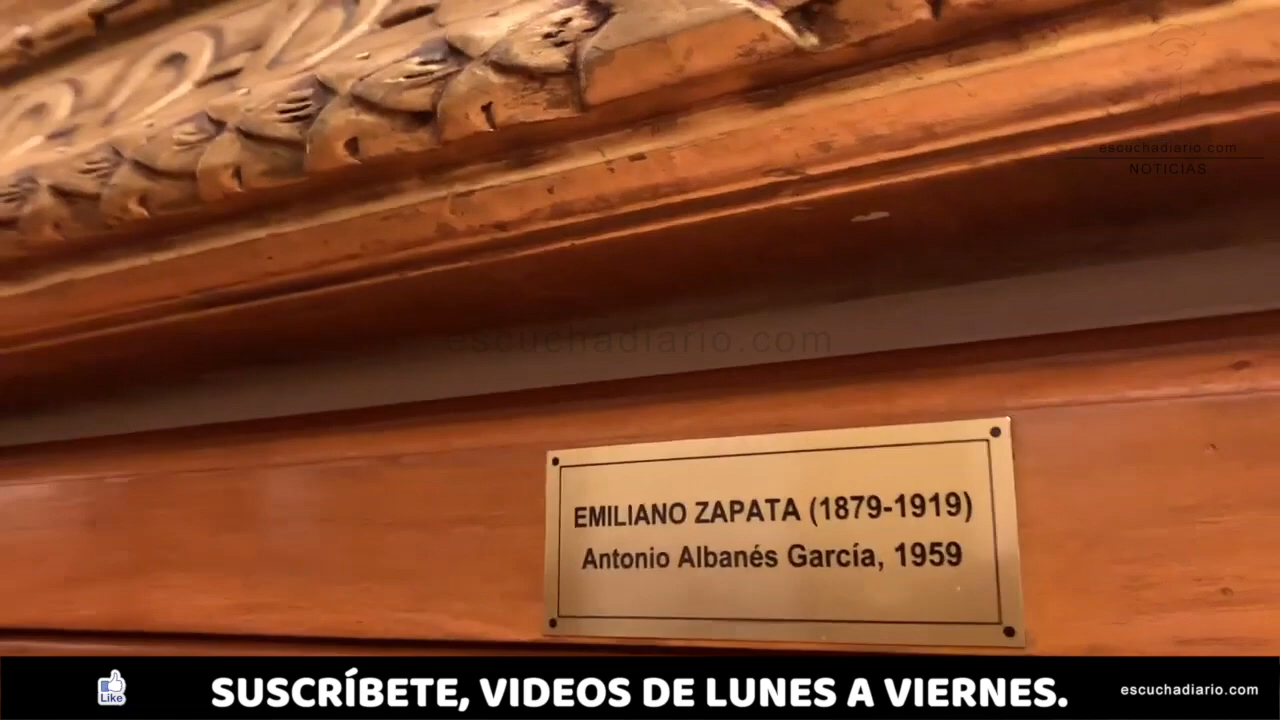 escuchadiario.com
NOTICIAS
escuchadiario.com
EMILIANO ZAPATA (1879-1919)
Antonio Albanés García, 1959
Like
SUSCRÍBETE, VIDEOS DE LUNES A VIERNES.
escuchadiario.com